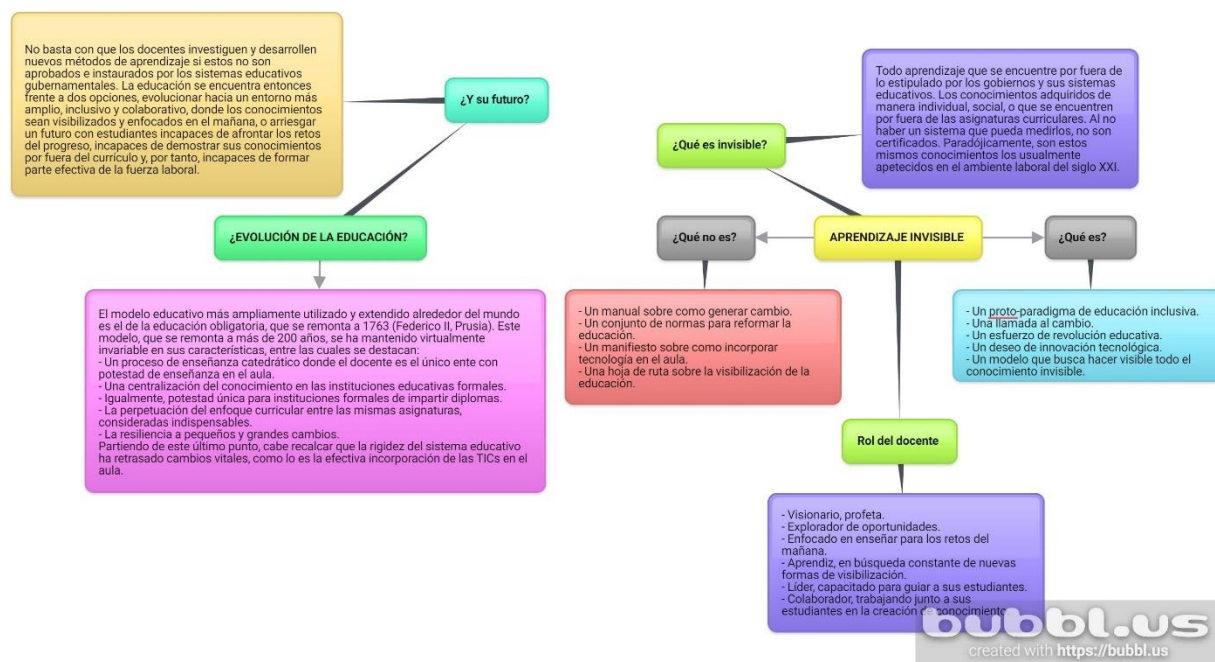 No basta con que los docentes investiguen y desarrollen
nuevos métodos de aprendizaje si estos no son
aprobados e instaurados por los sistemas educativos
gubernamentales. La educación se encuentra entonces
frente a dos opciones, evolucionar hacia un entorno más
amplio, inclusivo y colaborativo, donde los conocimientos
sean visibilizados y enfocados en el mañana, o arriesgar
un futuro con estudiantes incapaces de afrontar los retos
del progreso, incapaces de demostrar sus conocimientos
por fuera del currículo y, por tanto, incapaces de formar
parte efectiva de la fuerza laboral.
¿Y su futuro?
¿EVOLUCIÓN DE LA EDUCACIÓN?
El modelo educativo más ampliamente utilizado y extendido alrededor del mundo
es el de la educación obligatoria, que se remonta a 1763 (Federico II, Prusia). Este
modelo, que se remonta a más de 200 años, se ha mantenido virtualmente
invariable en sus características, entre las cuales se destacan:
- Un proceso de enseñanza catedrático donde el docente es el único ente con
potestad de enseñanza en el aula.
- Una centralización del conocimiento en las instituciones educativas formales.
- Igualmente, potestad única para instituciones formales de impartir diplomas.
- La perpetuación del enfoque curricular entre las mismas asignaturas,
consideradas indispensables.
- La resiliencia a pequeños y grandes cambios.
Partiendo de este último punto, cabe recalcar que la rigidez del sistema educativo
ha retrasado cambios vitales, como lo es la efectiva incorporación de las TICs en el
aula.
¿Qué es invisible?
Todo aprendizaje que se encuentre por fuera de
lo estipulado por los gobiernos y sus sistemas
educativos. Los conocimientos adquiridos de
manera individual, social, o que se encuentren
por fuera de las asignaturas curriculares. Al no
haber un sistema que pueda medirlos, no son
certificados. Paradójicamente, son estos
mismos conocimientos los usualmente
apetecidos en el ambiente laboral del siglo XXI.
¿Qué no es?
APRENDIZAJE INVISIBLE
¿Qué es?
- Un manual sobre como generar cambio.
- Un conjunto de normas para reformar la
educación.
- Un manifiesto sobre como incorporar
tecnología en el aula.
- Una hoja de ruta sobre la visibilización de la
educación.
- Un proto-paradigma de educación inclusiva.
- Una llamada al cambio.
- Un esfuerzo de revolución educativa.
- Un deseo de innovación tecnológica.
- Un modelo que busca hacer visible todo el
conocimiento invisible.
Rol del docente
- Visionario, profeta.
- Explorador de oportunidades.
- Enfocado en enseñar para los retos del
mañana.
- Aprendiz, en búsqueda constante de nuevas
formas de visibilización.
- Líder, capacitado para guiar a sus estudiantes.
- Colaborador, trabajando junto a sus
estudiantes en la creación de conocimiento.
bubbl.us
created with https://bubbl.us